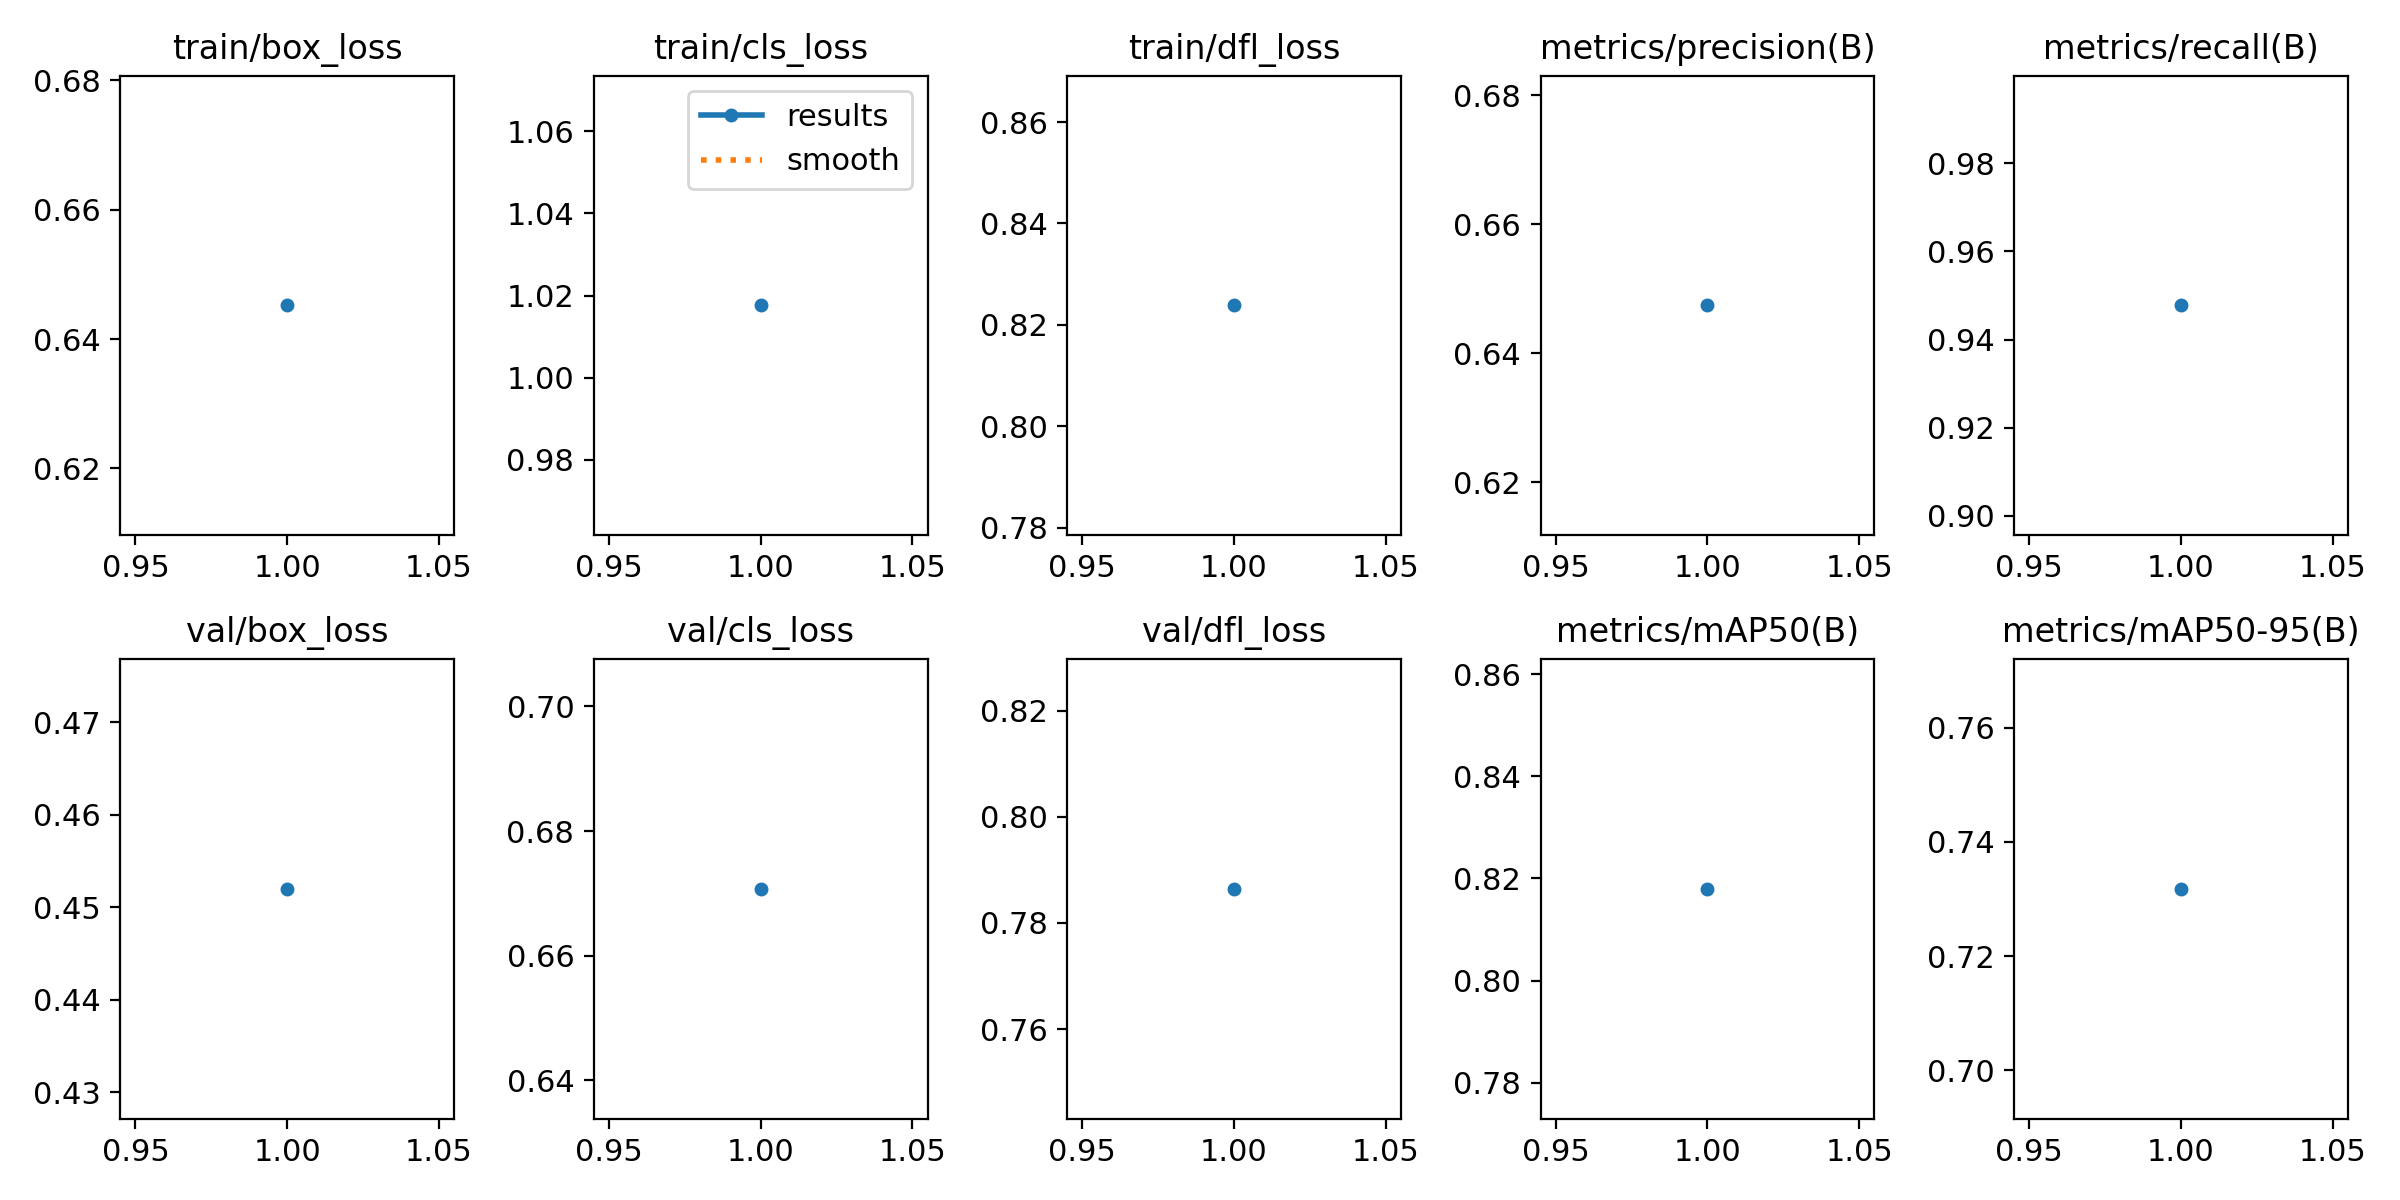 train/box_loss
0.68
0.66
0.64
0.62
0.95 1.00 1.05
train/cls_loss
results
smooth
1.06
1.04
1.02
1.00
0.98
0.95 1.00 1.05
train/dfl_loss
0.86
0.84
0.82
0.80
0.78
0.95 1.00 1.05
metrics/precision(B)
0.68
0.66
0.64
0.62
0.95 1.00 1.05
metrics/recall(B)
0.98
0.96
0.94
0.92
0.90
0.95 1.00 1.05
val/box_loss
0.47
0.46
0.45
0.44
0.43
0.95 1.00 1.05
val/cls_loss
0.70
0.68
0.66
0.64
0.95 1.00 1.05
val/dfl_loss
0.82
0.80
0.78
0.76
0.95 1.00 1.05
metrics/mAP50(B)
0.86
0.84
0.82
0.80
0.78
0.95 1.00 1.05
metrics/mAP50-95(B)
0.76
0.74
0.72
0.70
0.95 1.00 1.05